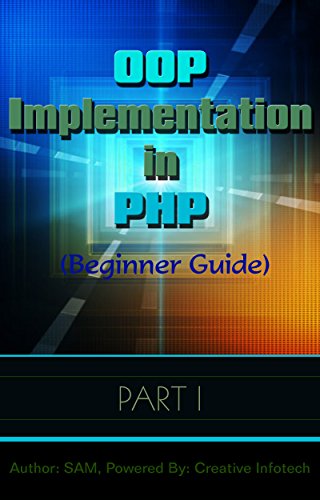 OOP
Implementation
in
PHP
(Beginner Guide)
PART I
Author: SAM, Powered By: Creative Infotech